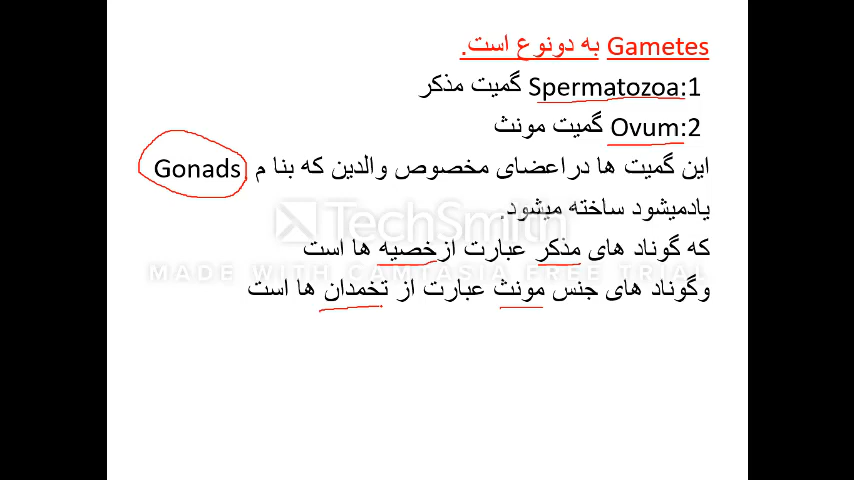 Gametes به دونوع است.
1:Spermatozoa گمیت مذکر
2:Ovum گمیت مونث
این گمیت ها دراعضای مخصوص والدین که بنا م Gonads
یادمیشود ساخته میشود.
TechSmith
که گوناد های مذکر عبارت ازخصیه ها است
MADE WITH CAMTASIA FREE TRIAL
وگوناد های جنس مونث عبارت از تخمدان ها است